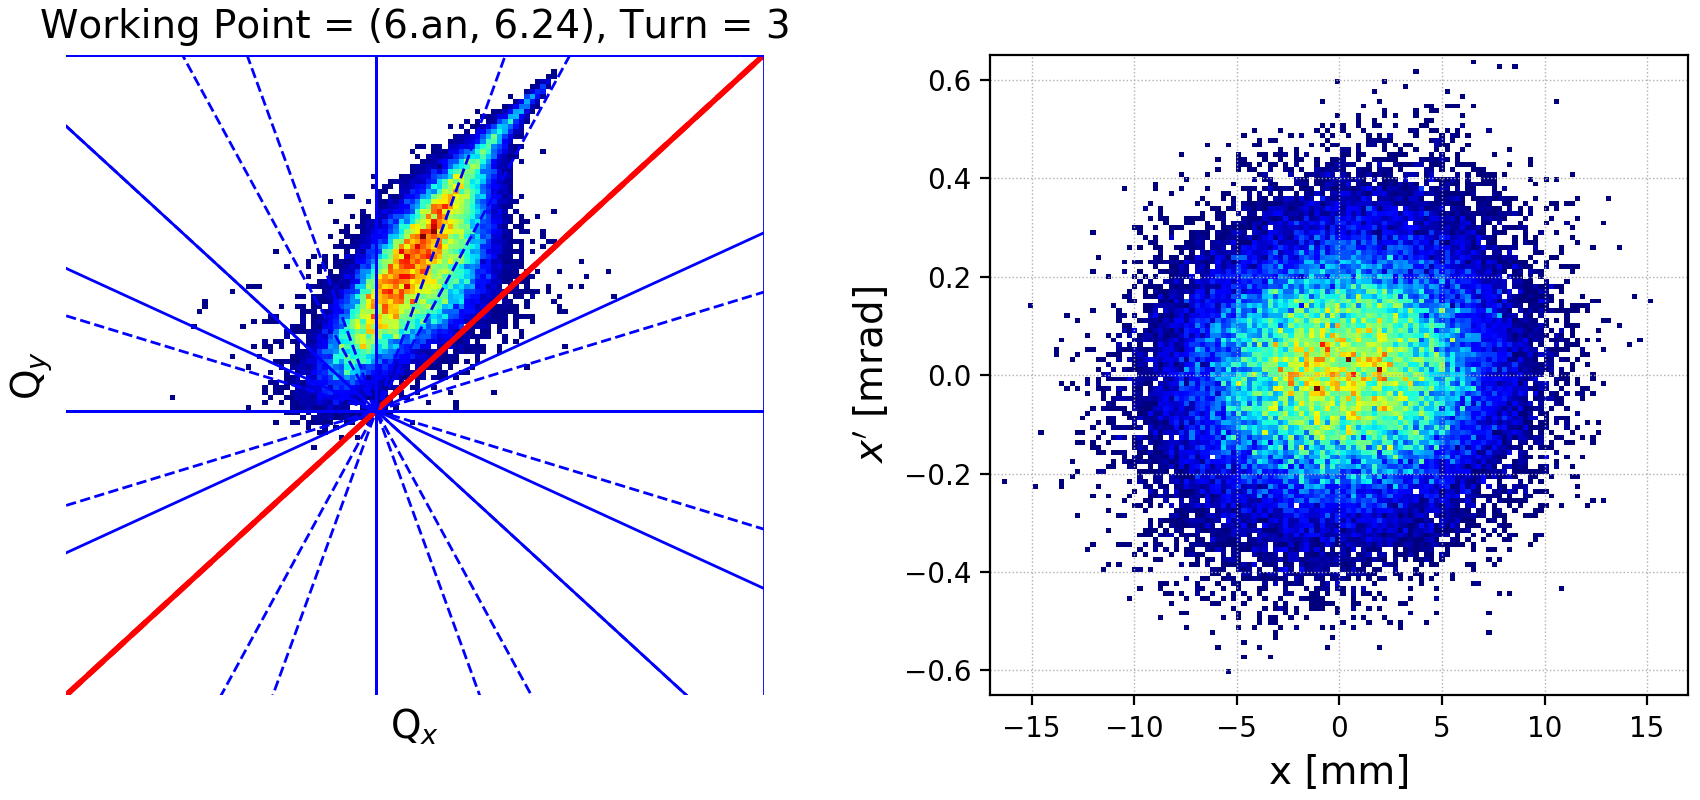 Working Point = (6.an, 6.24), Turn = 3
Qy
Qx
0.6
0.4
0.2
0.0
−0.2
−0.4
−0.6
x′ [mrad]
−15 −10 −5 0 5 10 15
x [mm]